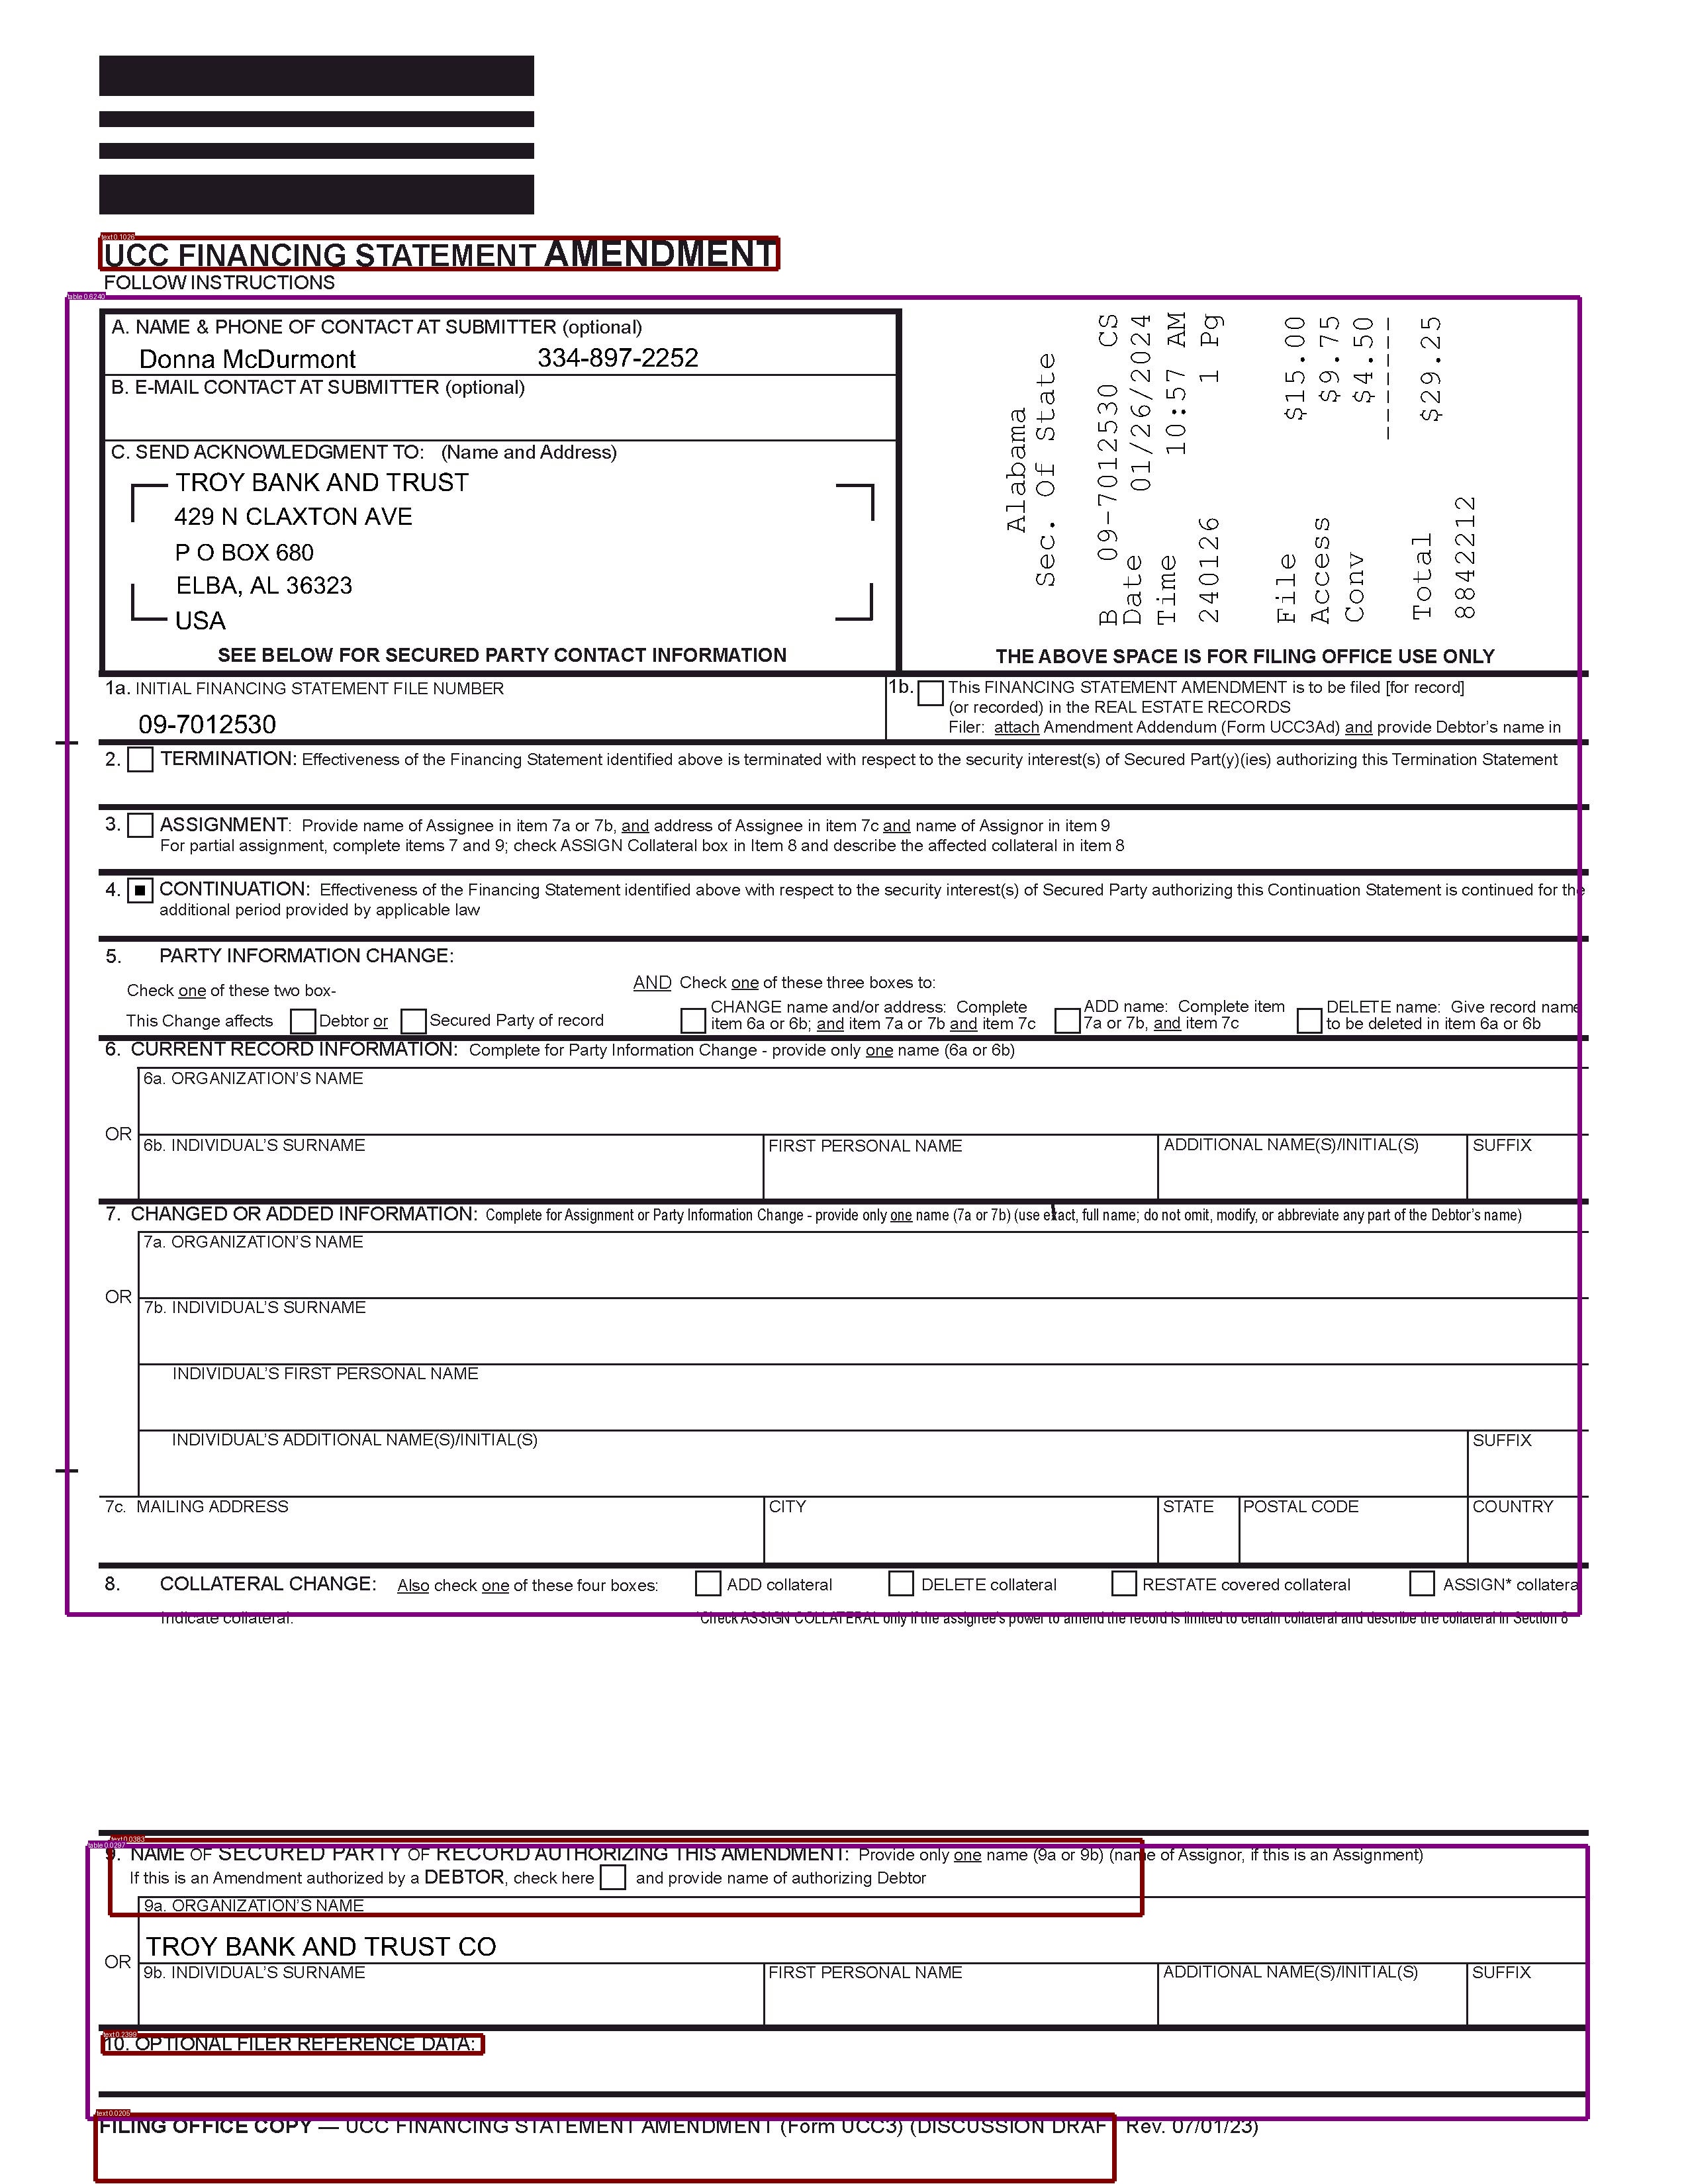 UCC FINANCING STATEMENT AMENDMENT
FOLLOW INSTRUCTIONS
A. NAME & PHONE OF CONTACT AT SUBMITTER (optional)
Donna McDurmont 334-897-2252
B. E-MAIL CONTACT AT SUBMITTER (optional)
C. SEND ACKNOWLEDGMENT TO: (Name and Address)
TROY BANK AND TRUST
429 N CLAXTON AVE
P O BOX 680
ELBA, AL 36323
USA
SEE BELOW FOR SECURED PARTY CONTACT INFORMATION
Alabama
Sec. Of State
B 09-7012530 CS
Date 01/26/2024
Time 10:57 AM
240126 1 Pg
File $15.00
Access $9.75
Conv $4.50
------
Total $29.25
8842212
THE ABOVE SPACE IS FOR FILING OFFICE USE ONLY
1a. INITIAL FINANCING STATEMENT FILE NUMBER
09-7012530
1b. This FINANCING STATEMENT AMENDMENT is to be filed [for record]
(or recorded) in the REAL ESTATE RECORDS
Filer: attach Amendment Addendum (Form UCC3Ad) and provide Debtor's name in
2. TERMINATION: Effectiveness of the Financing Statement identified above is terminated with respect to the security interest(s) of Secured Part(y)(ies) authorizing this Termination Statement
3. ASSIGNMENT: Provide name of Assignee in item 7a or 7b, and address of Assignee in item 7c and name of Assignor in item 9
For partial assignment, complete items 7 and 9; check ASSIGN Collateral box in Item 8 and describe the affected collateral in item 8
4. CONTINUATION: Effectiveness of the Financing Statement identified above with respect to the security interest(s) of Secured Party authorizing this Continuation Statement is continued for the
additional period provided by applicable law
5. PARTY INFORMATION CHANGE:
Check one of these two box-
AND Check one of these three boxes to:
This Change affects Debtor or Secured Party of record
CHANGE name and/or address: Complete
item 6a or 6b; and item 7a or 7b and item 7c
ADD name: Complete item
7a or 7b, and item 7c
DELETE name: Give record name
to be deleted in item 6a or 6b
6. CURRENT RECORD INFORMATION: Complete for Party Information Change - provide only one name (6a or 6b)
6a. ORGANIZATION'S NAME
OR
6b. INDIVIDUAL'S SURNAME FIRST PERSONAL NAME ADDITIONAL NAME(S)/INITIAL(S) SUFFIX
7. CHANGED OR ADDED INFORMATION: Complete for Assignment or Party Information Change - provide only one name (7a or 7b) (use exact, full name; do not omit, modify, or abbreviate any part of the Debtor's name)
7a. ORGANIZATION'S NAME
OR
7b. INDIVIDUAL'S SURNAME
INDIVIDUAL'S FIRST PERSONAL NAME
INDIVIDUAL'S ADDITIONAL NAME(S)/INITIAL(S) SUFFIX
7c. MAILING ADDRESS CITY STATE POSTAL CODE COUNTRY
8. COLLATERAL CHANGE: Also check one of these four boxes: ADD collateral DELETE collateral RESTATE covered collateral ASSIGN* collatera
Indicate collateral: *Check ASSIGN COLLATERAL only if the assignee's power to amend the record is limited to certain collateral and describe the collateral in Section 8
9. NAME OF SECURED PARTY OF RECORD AUTHORIZING THIS AMENDMENT: Provide only one name (9a or 9b) (name of Assignor, if this is an Assignment)
If this is an Amendment authorized by a DEBTOR, check here and provide name of authorizing Debtor
9a. ORGANIZATION'S NAME
TROY BANK AND TRUST CO
OR
9b. INDIVIDUAL'S SURNAME FIRST PERSONAL NAME ADDITIONAL NAME(S)/INITIAL(S) SUFFIX
10. OPTIONAL FILER REFERENCE DATA:
FILING OFFICE COPY — UCC FINANCING STATEMENT AMENDMENT (Form UCC3) (DISCUSSION DRAF Rev. 07/01/23)
text 0.1026
table 0.6240
text 0.0383
table 0.0297
text 0.2399
text 0.0205